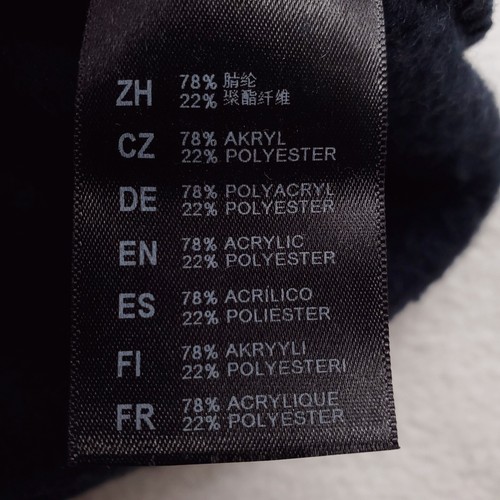 ZH 78% 腈纶
22% 聚酯纤维
CZ 78% AKRYL
22% POLYESTER
DE 78% POLYACRYL
22% POLYESTER
EN 78% ACRYLIC
22% POLYESTER
ES 78% ACRÍLICO
22% POLIESTER
FI 78% AKRYYLI
22% POLYESTERI
FR 78% ACRYLIQUE
22% POLYESTER